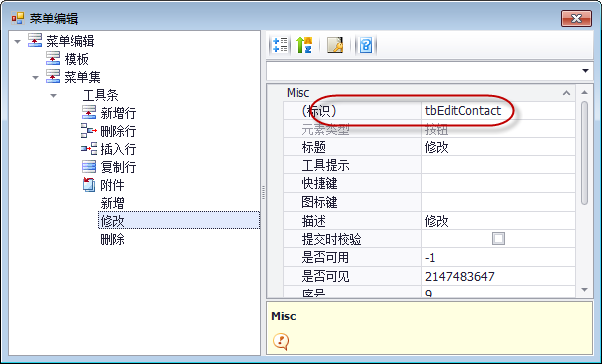 菜单编辑
菜单编辑
模板
菜单集
工具条
新增行
删除行
插入行
复制行
附件
新增
修改
删除
Misc
(标识) tbEditContact
元素类型 按钮
标题 修改
工具提示
快捷键
图标键
描述 修改
提交时校验
是否可用 -1
是否可见 2147483647
序号 9
Misc